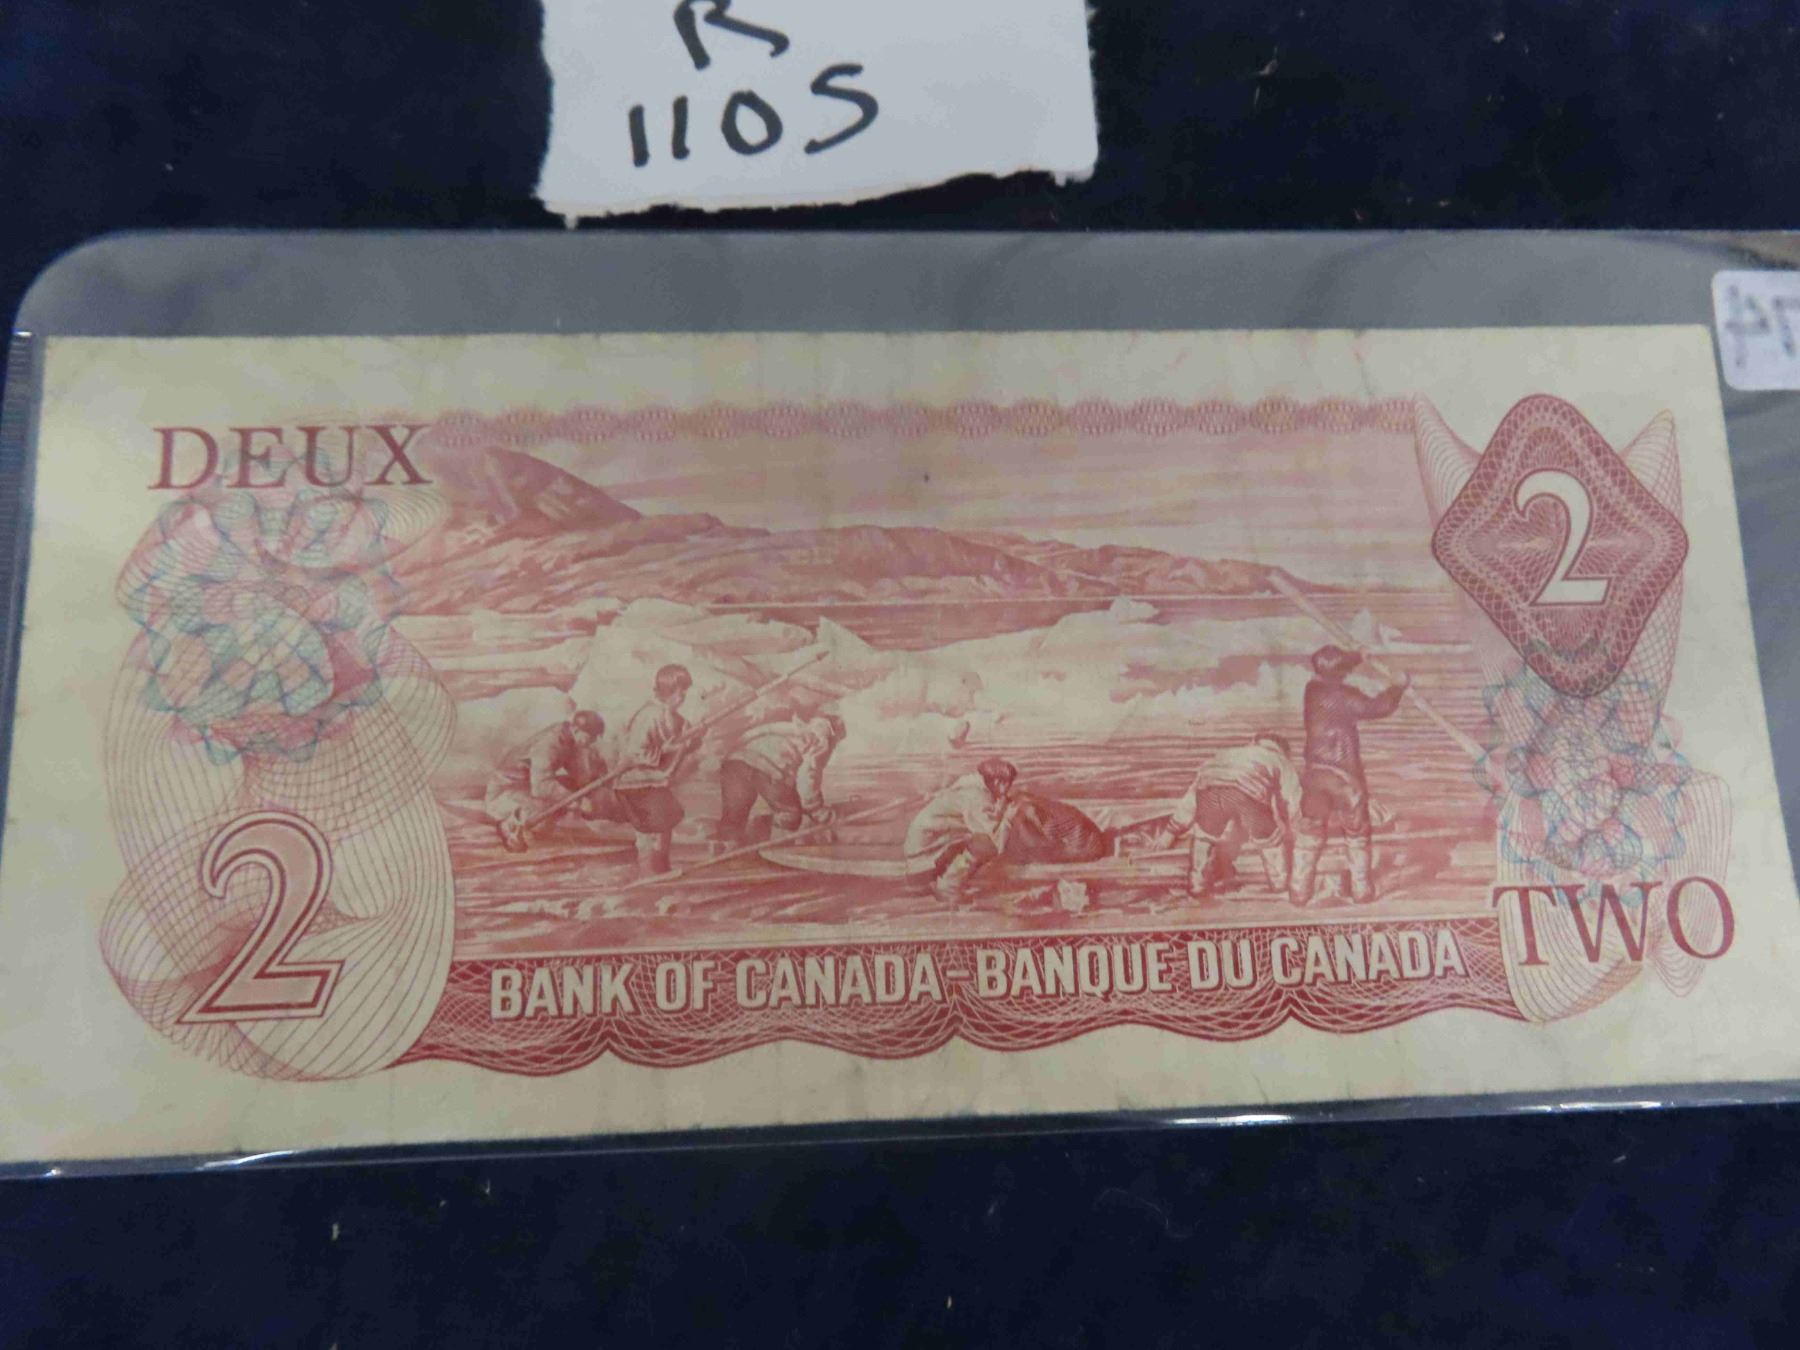 R
1105
DEUX
2
2
TWO
BANK OF CANADA-BANQUE DU CANADA